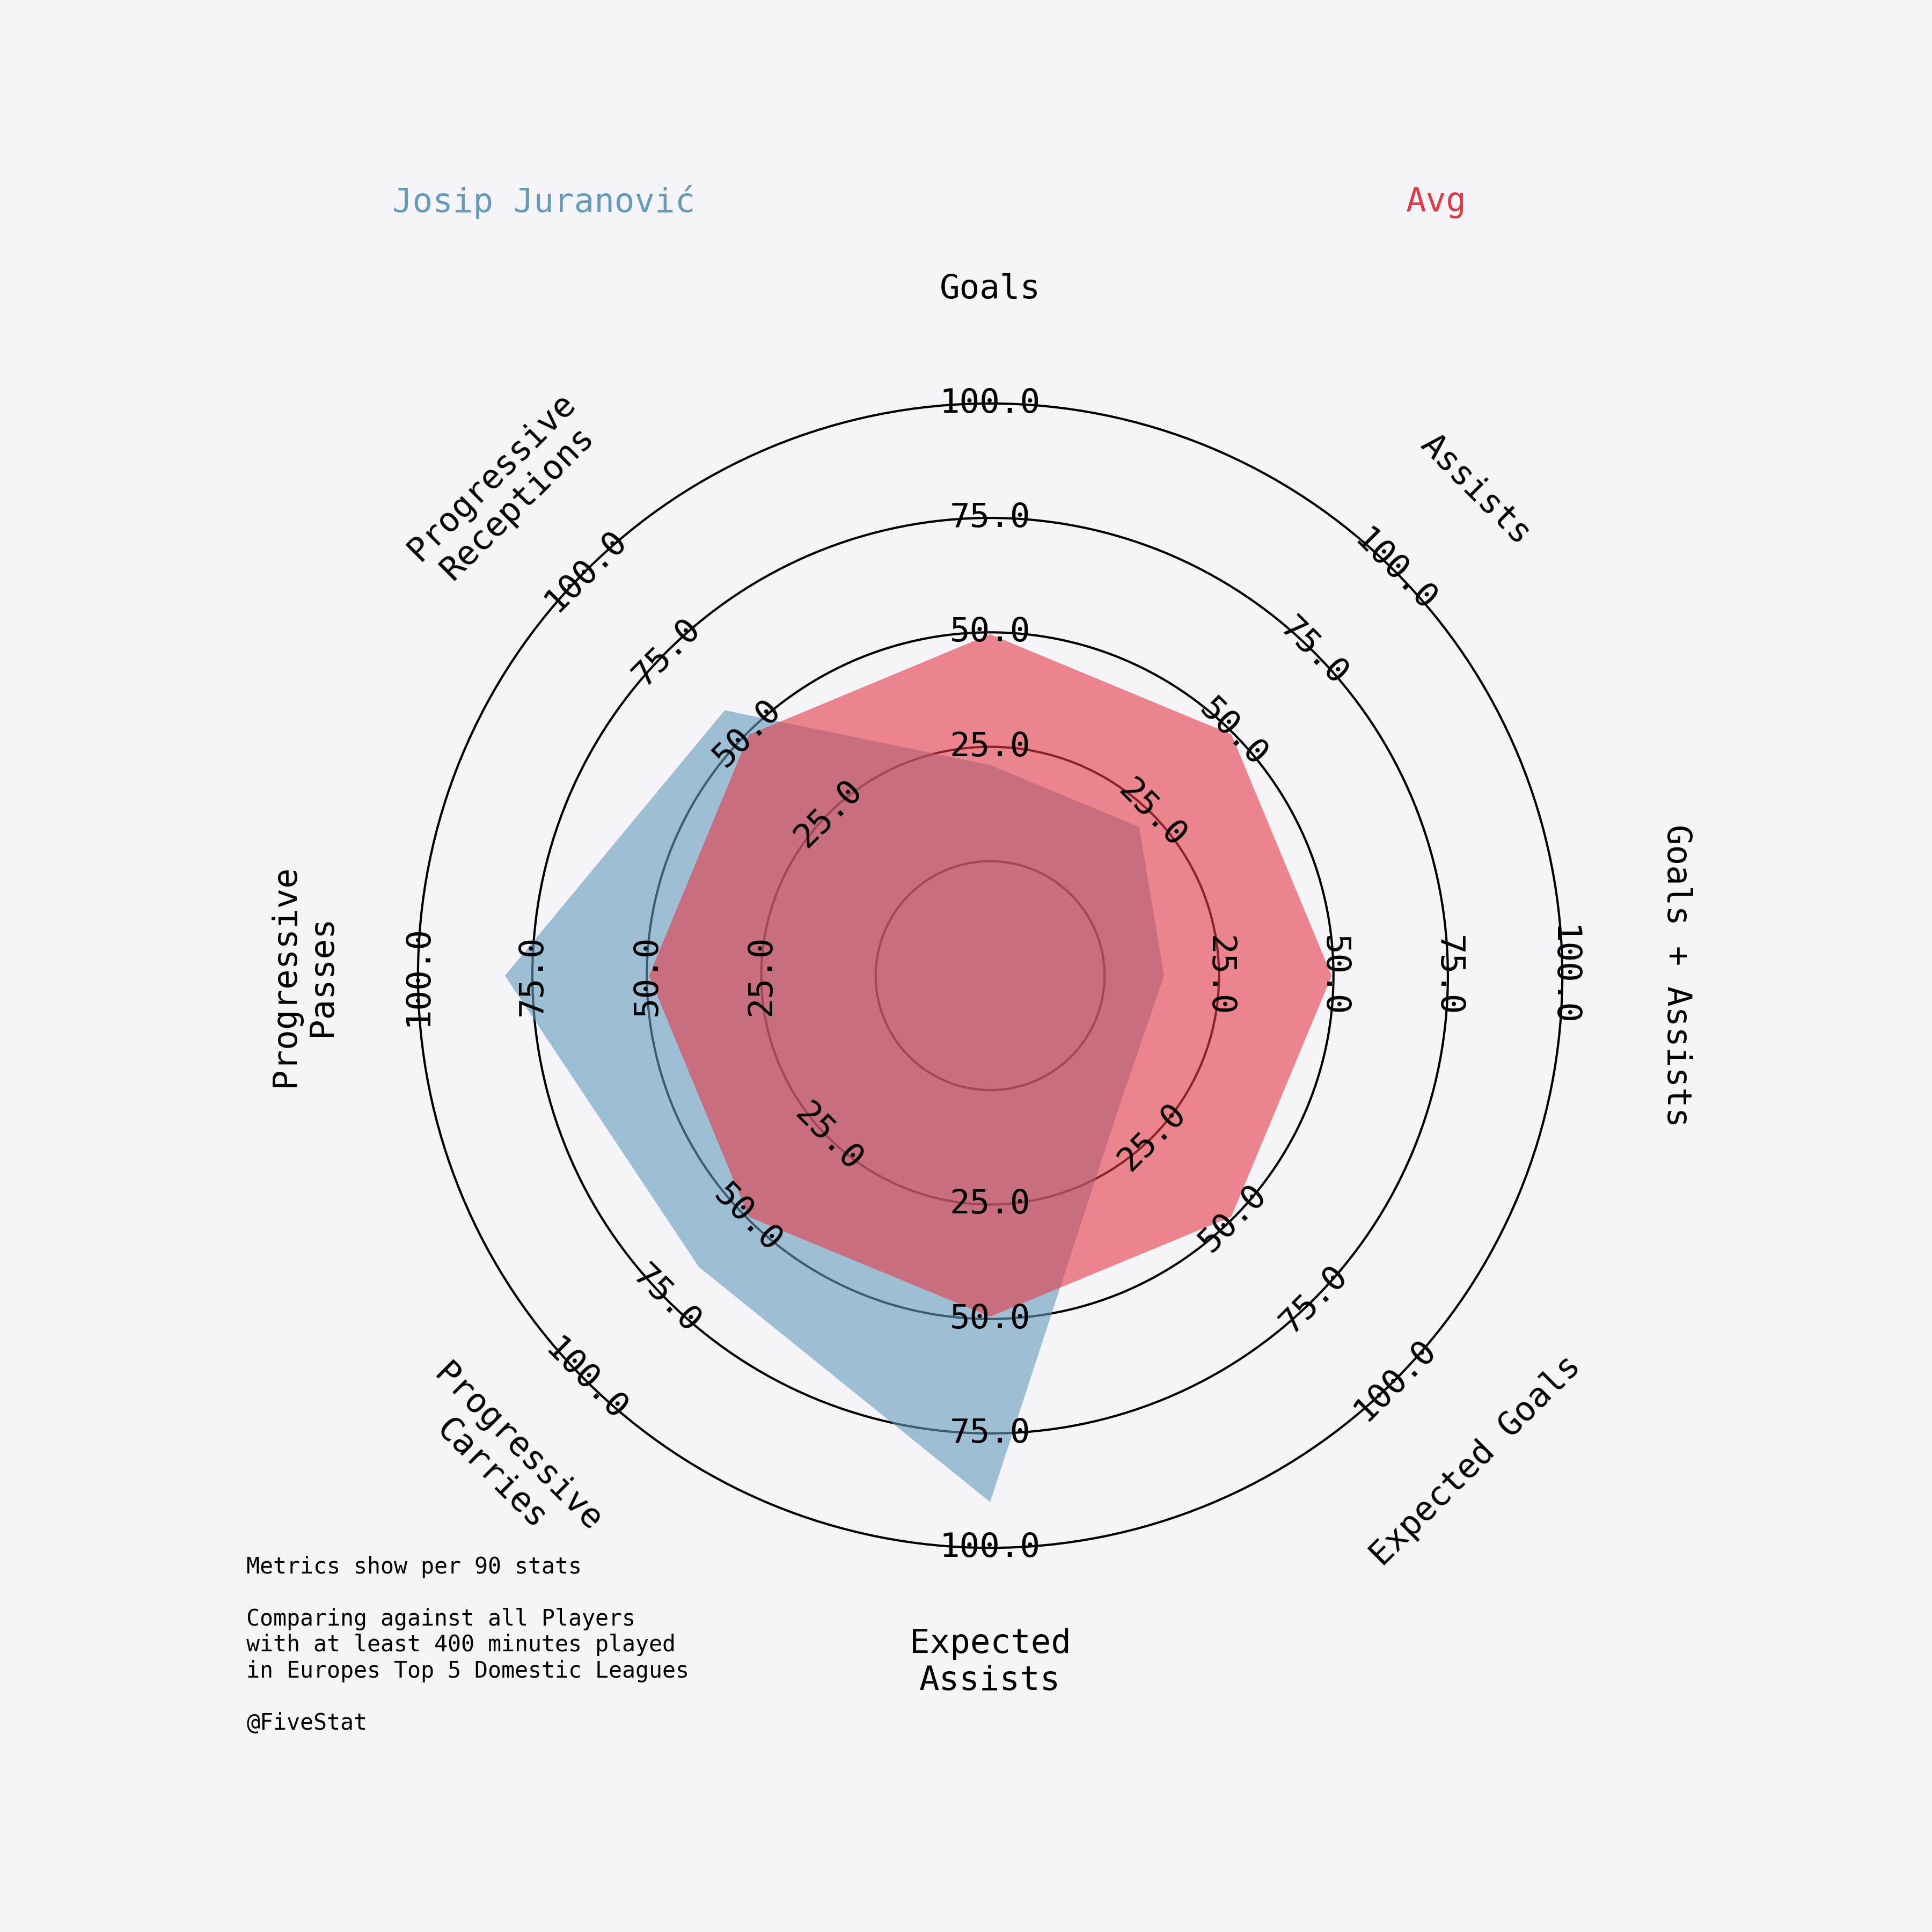 Josip Juranović
Avg
Goals
Assists
Goals + Assists
Expected Goals
Expected
Assists
Progressive
Carries
Progressive
Passes
Progressive
Receptions
25.0
50.0
75.0
100.0
25.0
50.0
75.0
100.0
25.0
50.0
75.0
100.0
25.0
50.0
75.0
100.0
25.0
50.0
75.0
100.0
25.0
50.0
75.0
100.0
25.0
50.0
75.0
100.0
25.0
50.0
75.0
100.0
Metrics show per 90 stats
Comparing against all Players
with at least 400 minutes played
in Europes Top 5 Domestic Leagues
@FiveStat